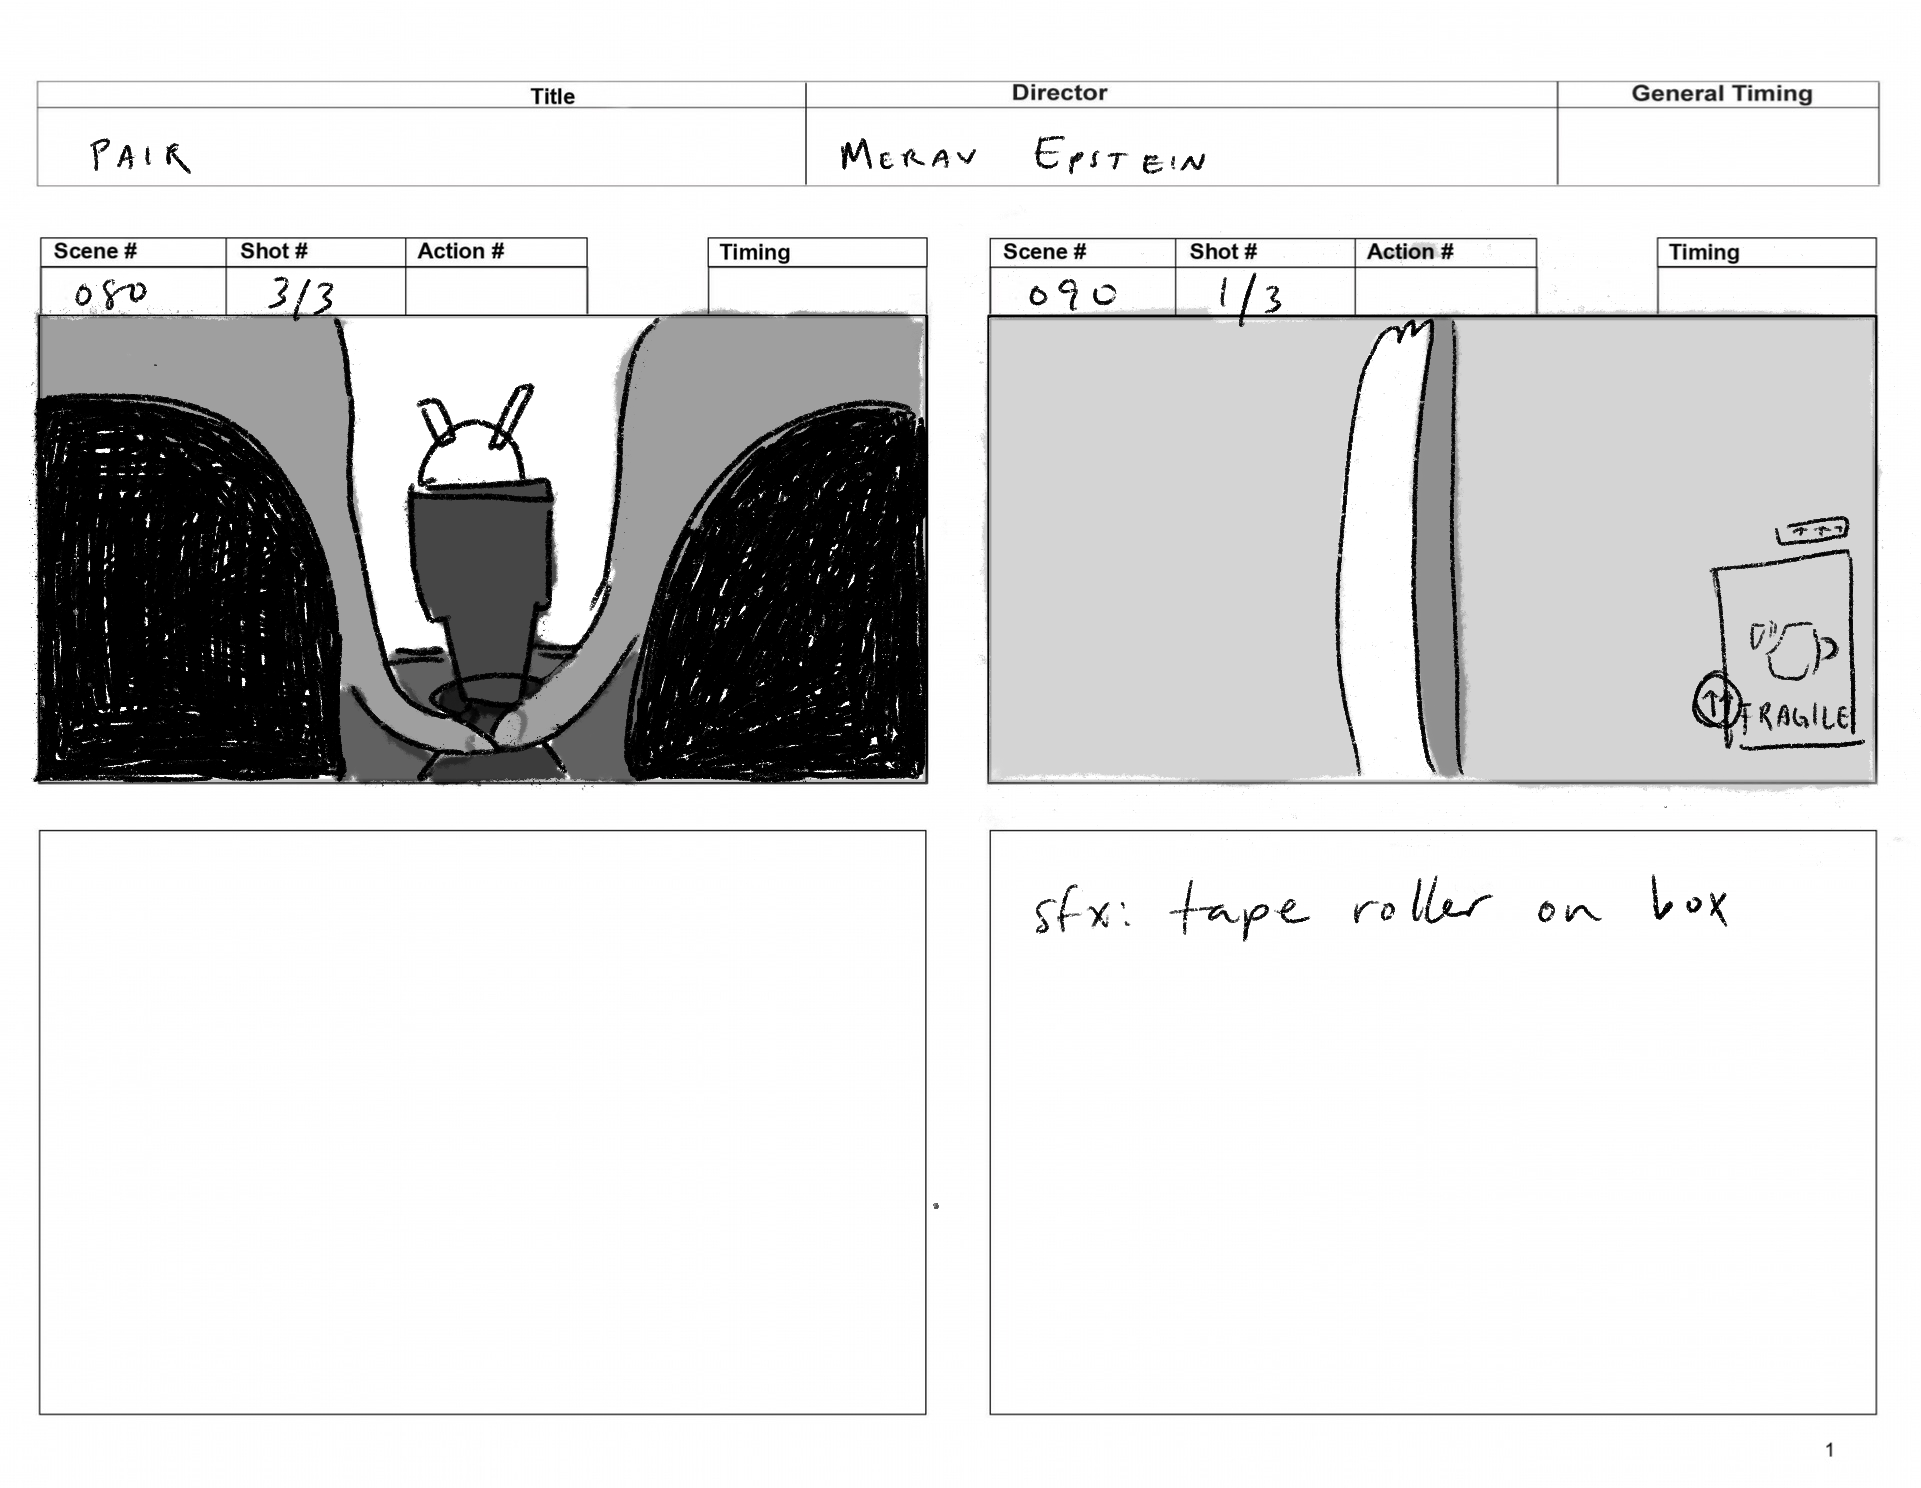 Title Director General Timing
PAIR MERAV EPSTEIN
Scene # Shot # Action # Timing
080 3/3
Scene # Shot # Action # Timing
090 1/3
↑↑↑
↑↑ FRAGILE
sfx: tape roller on box
1